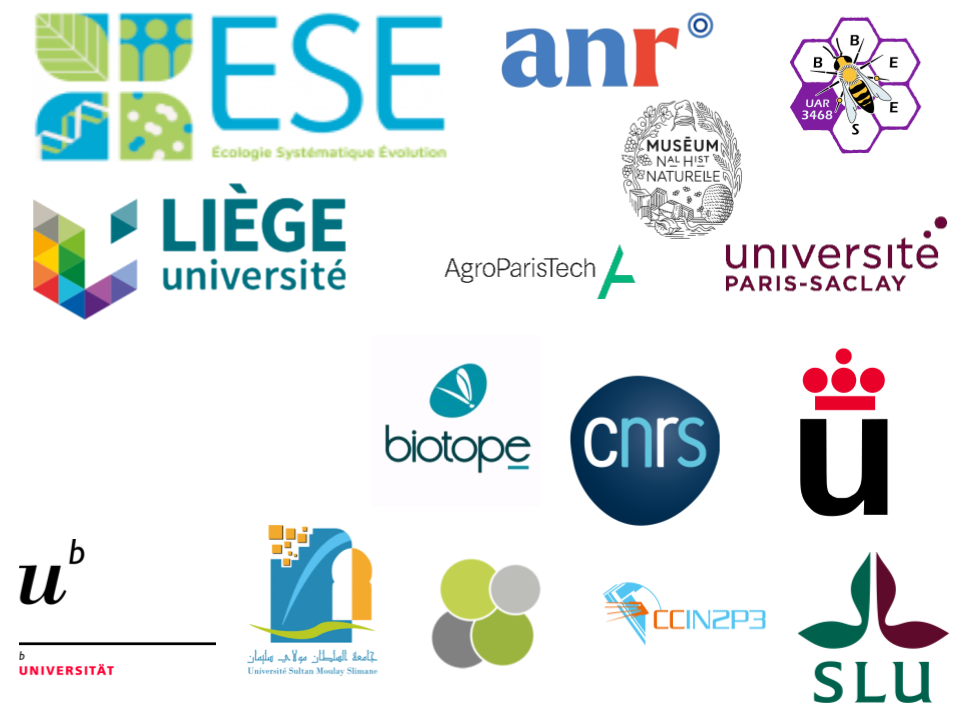 ESE
Écologie Systématique Évolution
anr
B
B E
UAR
3468
E
S
MUSÉUM
NAL HIST
NATURELLE
LIÈGE
université
AgroParisTech
université
PARIS-SACLAY
biotope
cnrs
u
u b
b
UNIVERSITÄT
جامعة السلطان مولاي سليمان
Université Sultan Moulay Slimane
CCIN2P3
SLU